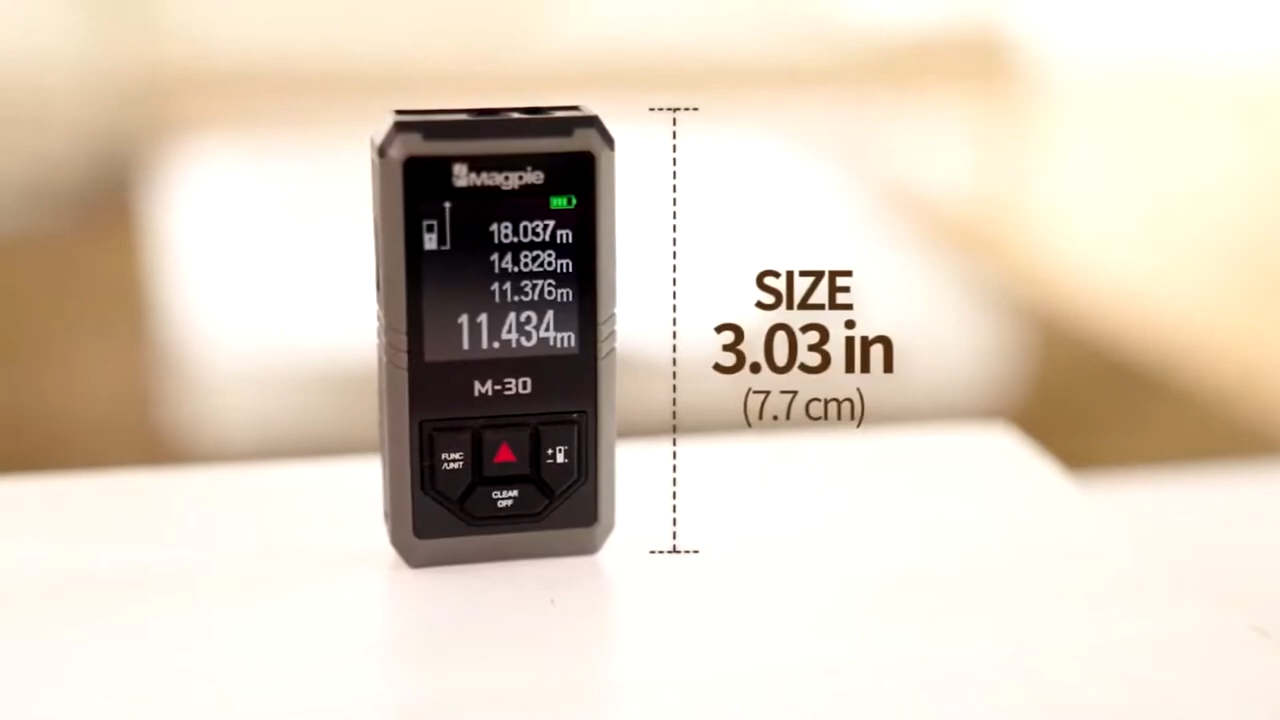 Magpie
18.037m
14.828m
11.376m
11.434m
M-30
FUNC
/UNIT
CLEAR
OFF
SIZE
3.03 in
(7.7 cm)